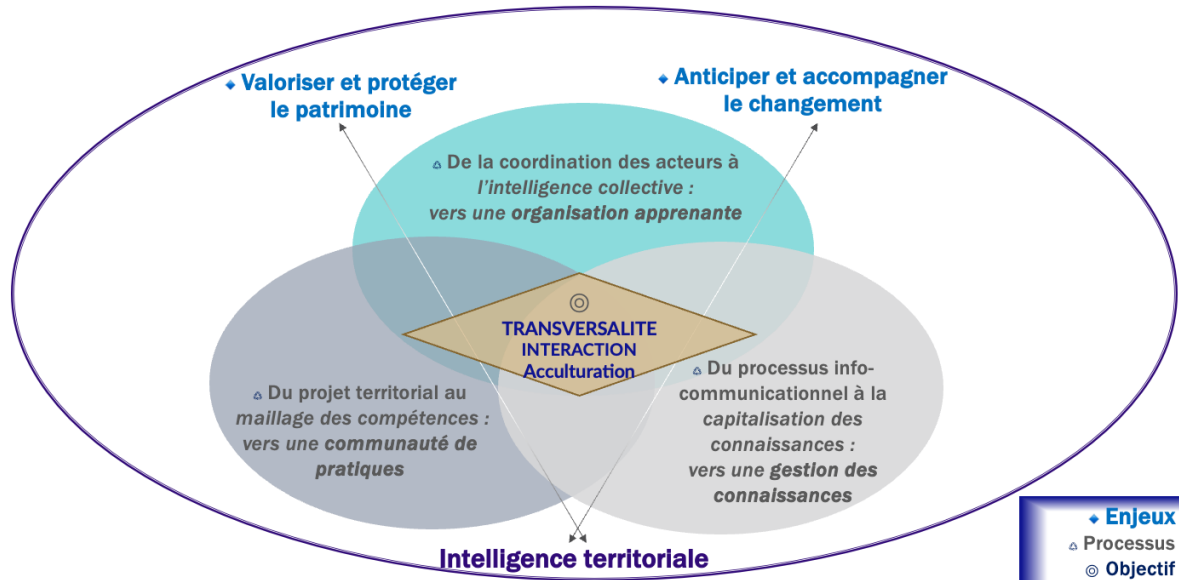 Valoriser et protéger
le patrimoine
Anticiper et accompagner
le changement
De la coordination des acteurs à
l'intelligence collective :
vers une organisation apprenante
TRANSVERSALITE
INTERACTION
Acculturation
Du projet territorial au
maillage des compétences :
vers une communauté de
pratiques
Du processus info-
communicationnel à la
capitalisation des
connaissances :
vers une gestion des
connaissances
Intelligence territoriale
Enjeux
Processus
Objectif